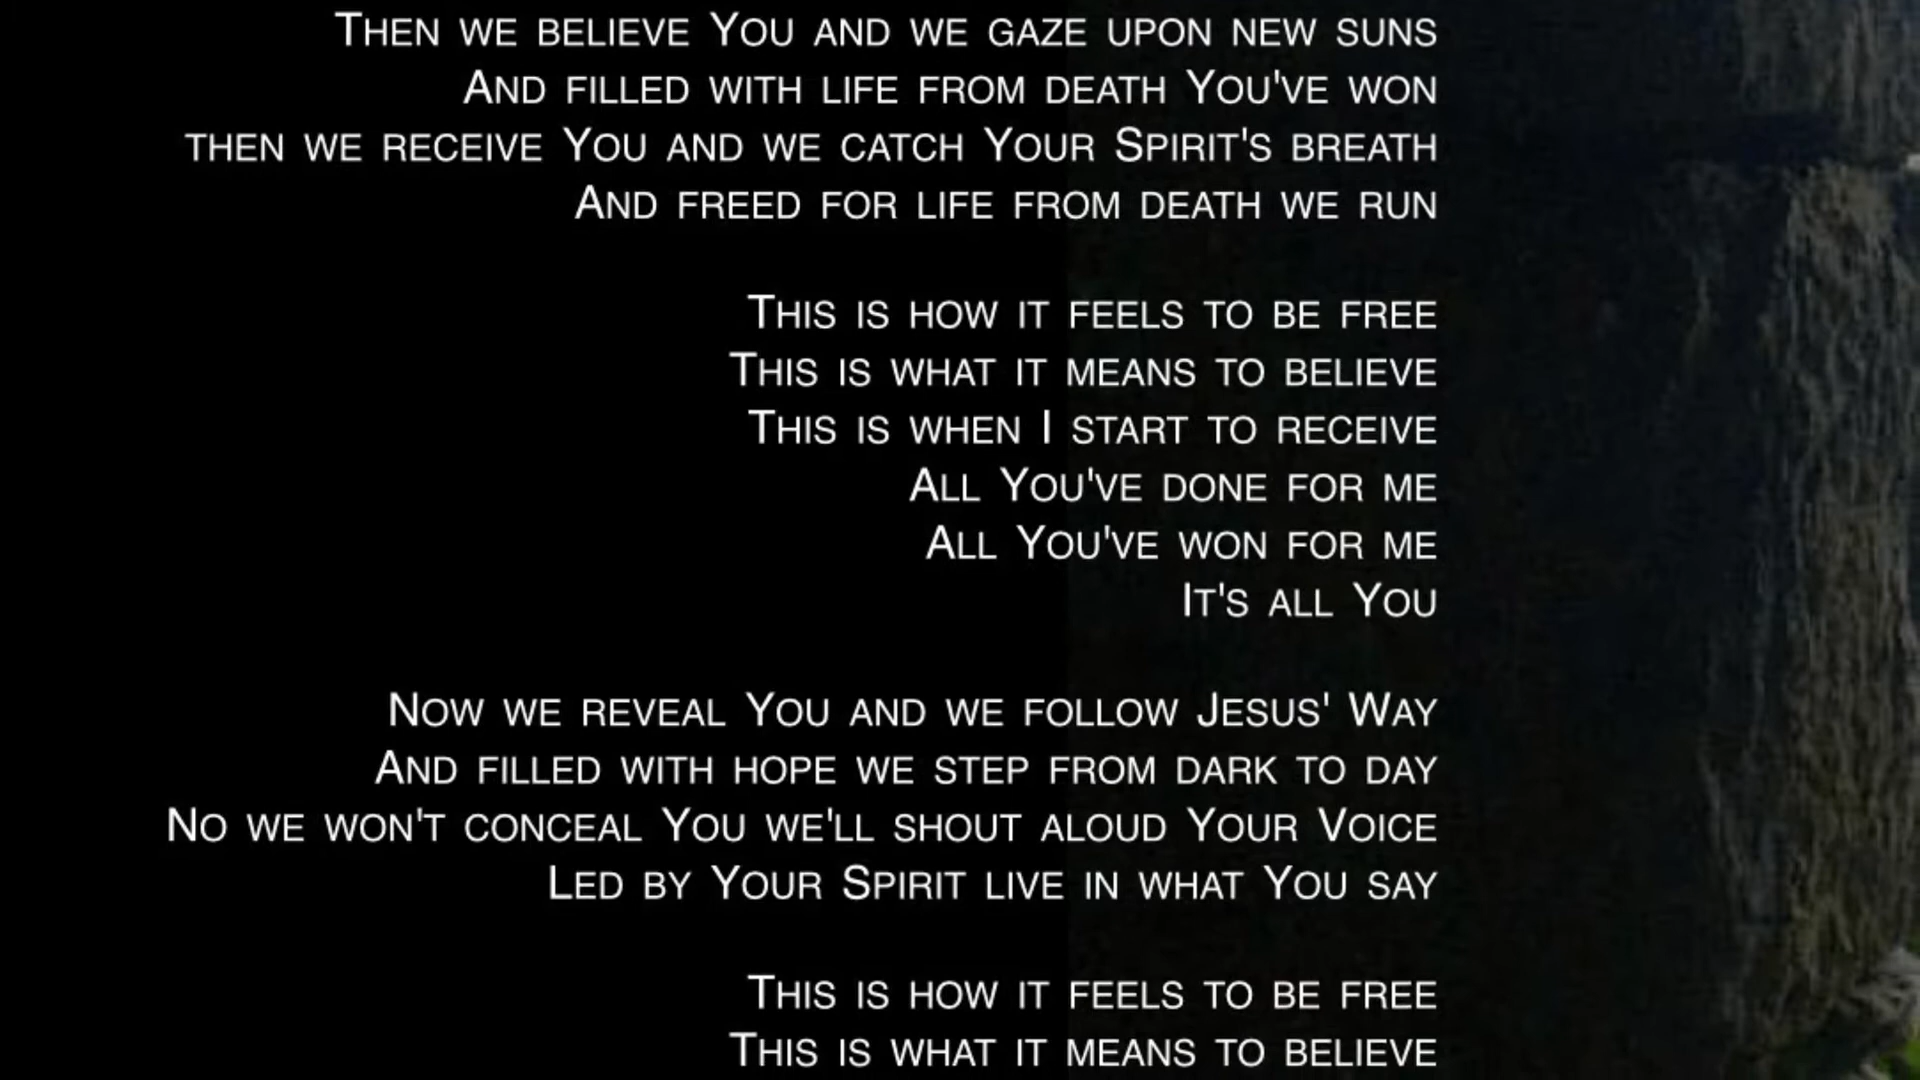 Then we believe You and we gaze upon new suns
And filled with life from death You've won
then we receive You and we catch Your Spirit's breath
And freed for life from death we run
This is how it feels to be free
This is what it means to believe
This is when I start to receive
All You've done for me
All You've won for me
It's all You
Now we reveal You and we follow Jesus' Way
And filled with hope we step from dark to day
No we won't conceal You we'll shout aloud Your Voice
Led by Your Spirit live in what You say
This is how it feels to be free
This is what it means to believe